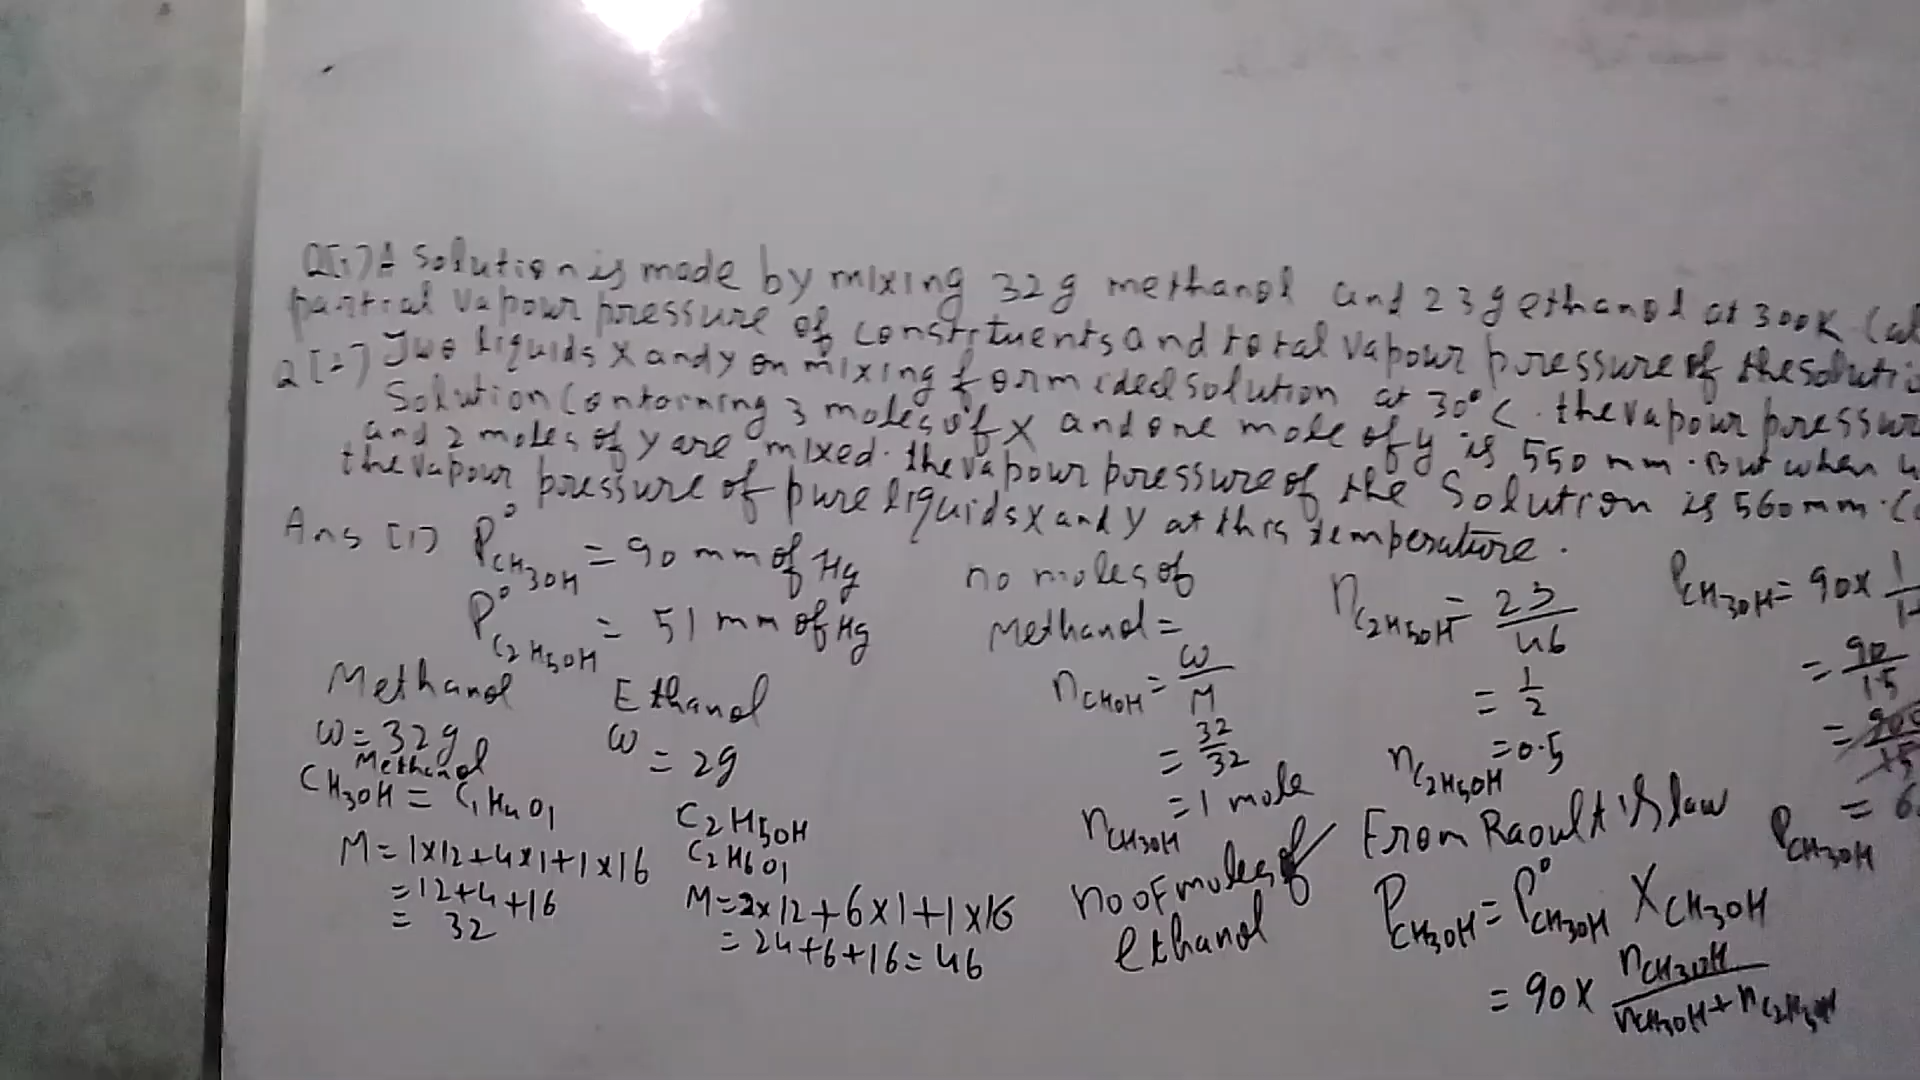 Q[1] A solution is made by mixing 32g methanol and 23g ethanol at 300K (cal
partial vapour pressure of constituents and total vapour pressure of the soluti
Q[2] Two liquids X and Y on mixing form ideal solution at 30°C. the vapour pressur
Solution containing 3 moles of X and one mole of Y is 550 mm. But when 4
and 2 moles of Y are mixed. the vapour pressure of the Solution is 560 mm. (
the vapour pressure of pure liquids X and Y at this temperature.
Ans [1] P°CH3OH = 90 mm of Hg
P°C2H5OH = 51 mm of Hg
Methanol
W = 32g
Methanol
CH3OH = C1H4O1
M = 1x12+4x1+1x16
= 12+4+16
= 32
Ethanol
W = 2g
C2H5OH
C2H6O1
M = 2x12+6x1+1x16
= 24+6+16 = 46
no moles of
Methanol =
nCHOH = W/M
= 32/32
nCH3OH = 1 mole
no of moles of
ethanol
nC2H5OH = 23/46
= 1/2
nC2H5OH = 0.5
From Raoult's law
PCH3OH = P°CH3OH XCH3OH
= 90 x nCH3OH/nCH3OH+nC2H5OH
PCH3OH = 90 x 1/1
= 90/1.5
PCH3OH = 6